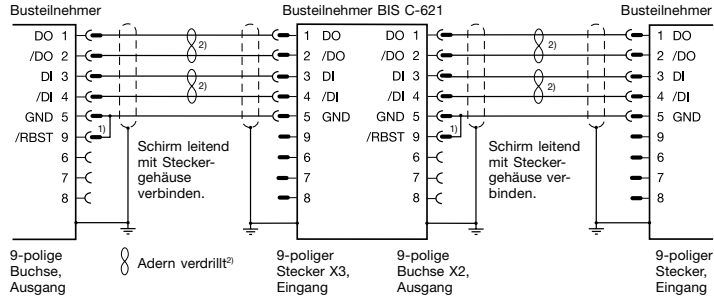 Busteilnehmer Busteilnehmer BIS C-621 Busteilnehmer
DO 1 2) 1 DO DO 1 2) 1 DO
/DO 2 2 /DO /DO 2 2 /DO
DI 3 2) 3 DI DI 3 2) 3 DI
/DI 4 4 /DI /DI 4 4 /DI
GND 5 5 GND GND 5 5 GND
/RBST 9 1) 9 /RBST 9 1) 9
6 6 6 6
7 7 7 7
8 8 8 8
Schirm leitend
mit Stecker-
gehäuse
verbinden.
Schirm leitend
mit Stecker-
gehäuse ver-
binden.
9-polige
Buchse,
Ausgang
Adern verdrillt2)
9-poliger
Stecker X3,
Eingang
9-polige
Buchse X2,
Ausgang
9-poliger
Stecker,
Eingang